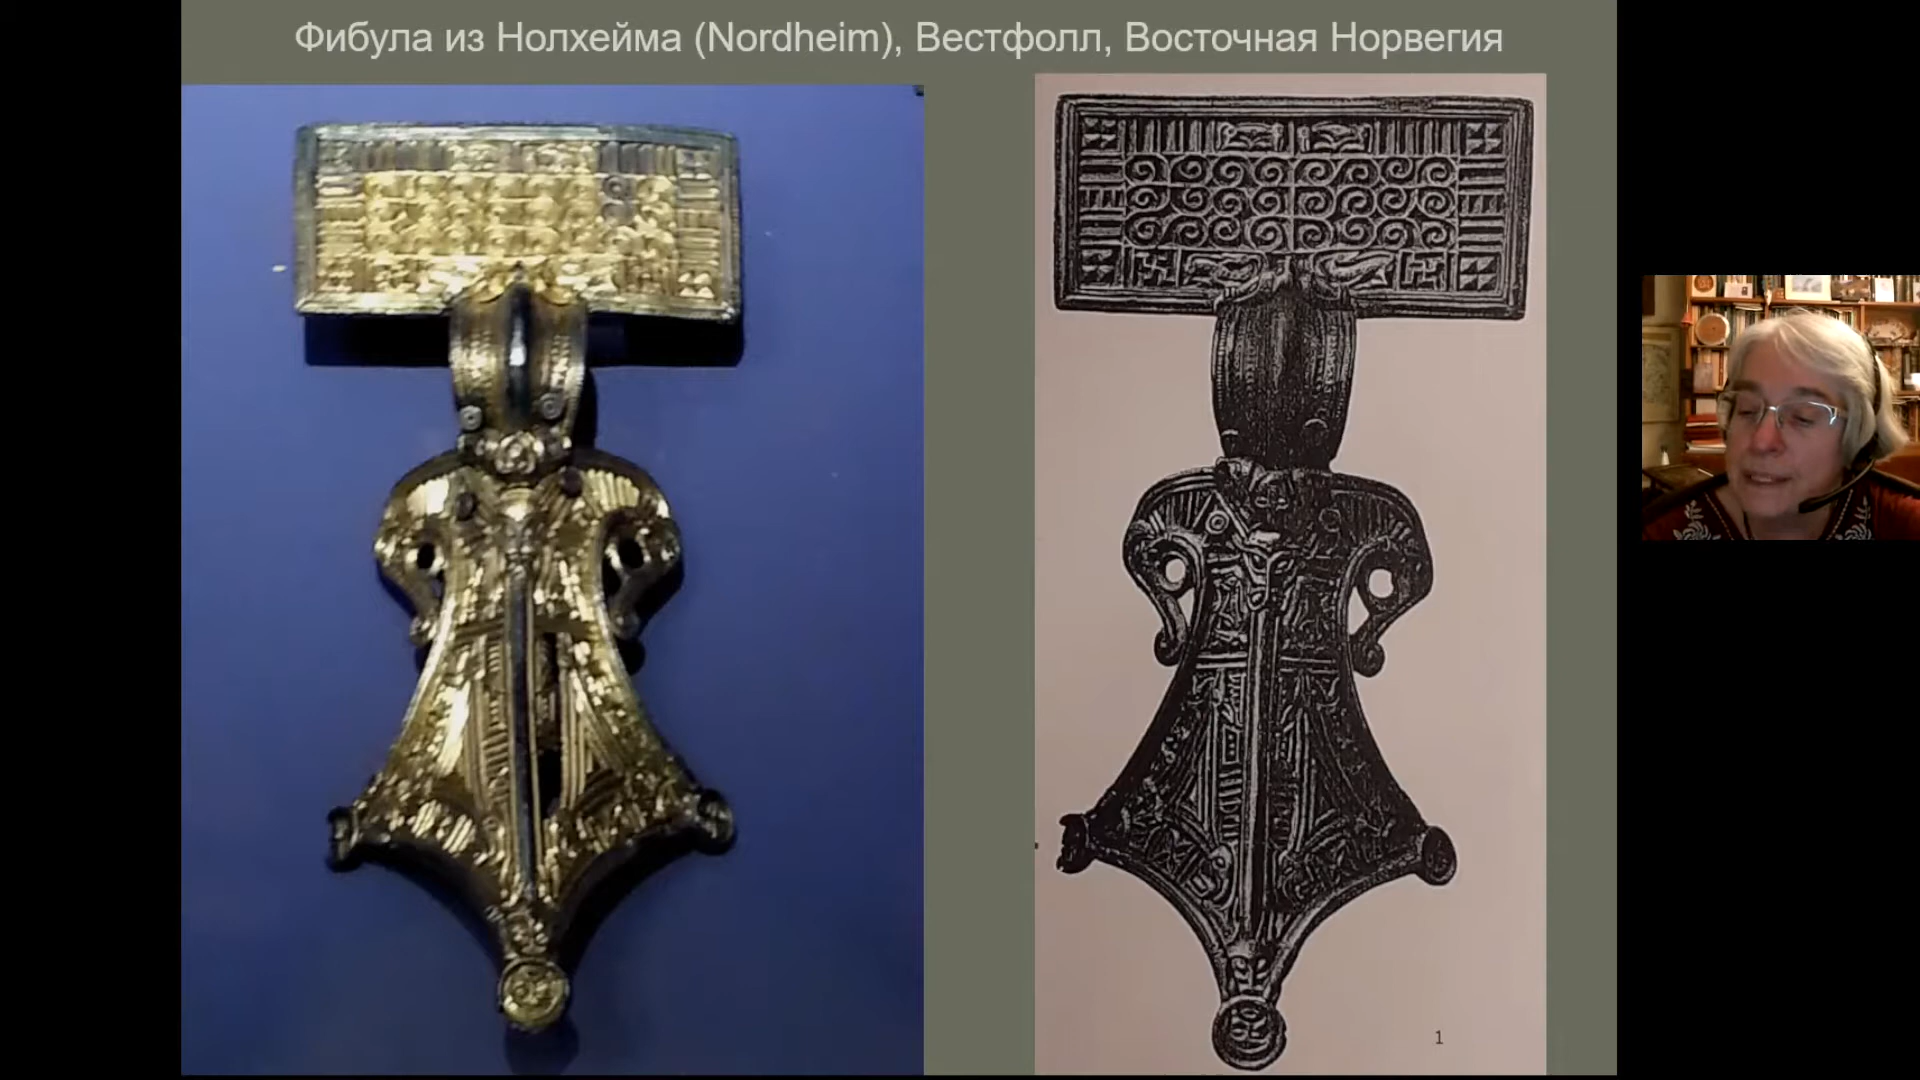 Фибула из Нолхейма (Nordheim), Вестфолл, Восточная Норвегия
1